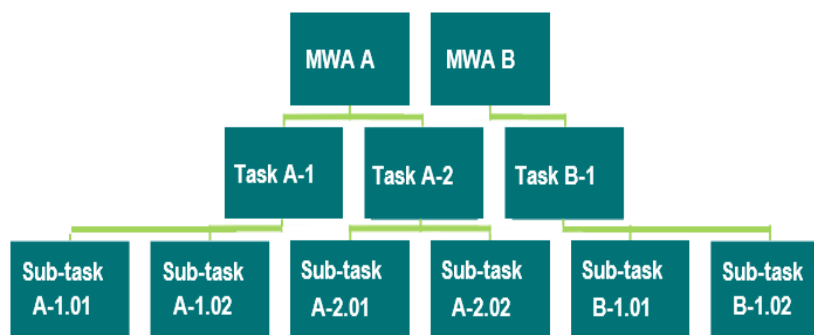 MWA A
MWA B
Task A-1
Task A-2
Task B-1
Sub-task
A-1.01
Sub-task
A-1.02
Sub-task
A-2.01
Sub-task
A-2.02
Sub-task
B-1.01
Sub-task
B-1.02